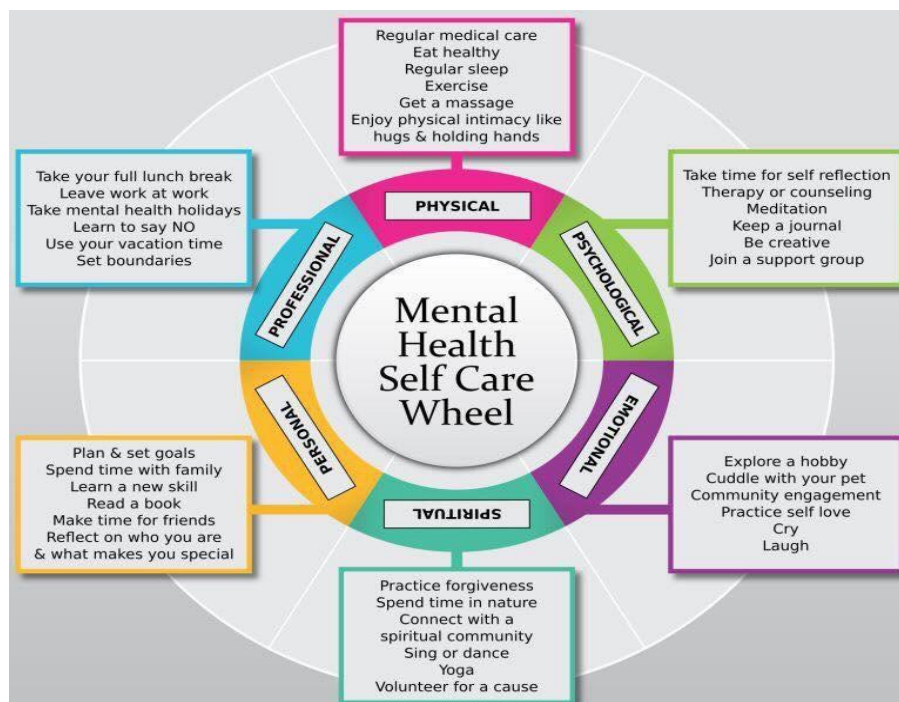 Regular medical care
Eat healthy
Regular sleep
Exercise
Get a massage
Enjoy physical intimacy like
hugs & holding hands
PHYSICAL
Take time for self reflection
Therapy or counseling
Meditation
Keep a journal
Be creative
Join a support group
PSYCHOLOGICAL
Explore a hobby
Cuddle with your pet
Community engagement
Practice self love
Cry
Laugh
EMOTIONAL
Practice forgiveness
Spend time in nature
Connect with a
spiritual community
Sing or dance
Yoga
Volunteer for a cause
SPIRITUAL
Plan & set goals
Spend time with family
Learn a new skill
Read a book
Make time for friends
Reflect on who you are
& what makes you special
PERSONAL
Take your full lunch break
Leave work at work
Take mental health holidays
Learn to say NO
Use your vacation time
Set boundaries
PROFESSIONAL
Mental
Health
Self Care
Wheel